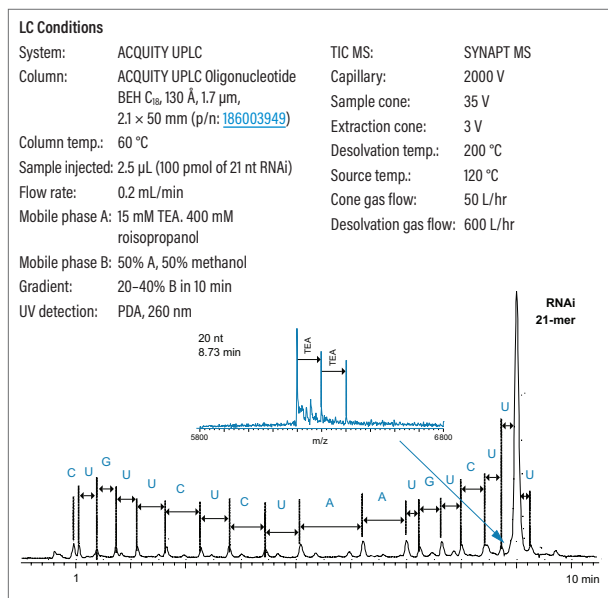 LC Conditions
System: ACQUITY UPLC
Column: ACQUITY UPLC Oligonucleotide
BEH C₁₈, 130 Å, 1.7 µm,
2.1 × 50 mm (p/n: 186003949)
Column temp.: 60 °C
Sample injected: 2.5 µL (100 pmol of 21 nt RNAi)
Flow rate: 0.2 mL/min
Mobile phase A: 15 mM TEA. 400 mM
roisopropanol
Mobile phase B: 50% A, 50% methanol
Gradient: 20–40% B in 10 min
UV detection: PDA, 260 nm
TIC MS: SYNAPT MS
Capillary: 2000 V
Sample cone: 35 V
Extraction cone: 3 V
Desolvation temp.: 200 °C
Source temp.: 120 °C
Cone gas flow: 50 L/hr
Desolvation gas flow: 600 L/hr
RNAi
21-mer
20 nt
8.73 min
TEA
TEA
5800 m/z 6800
C U G U U C U C U A A U G U C U U U
1 10 min